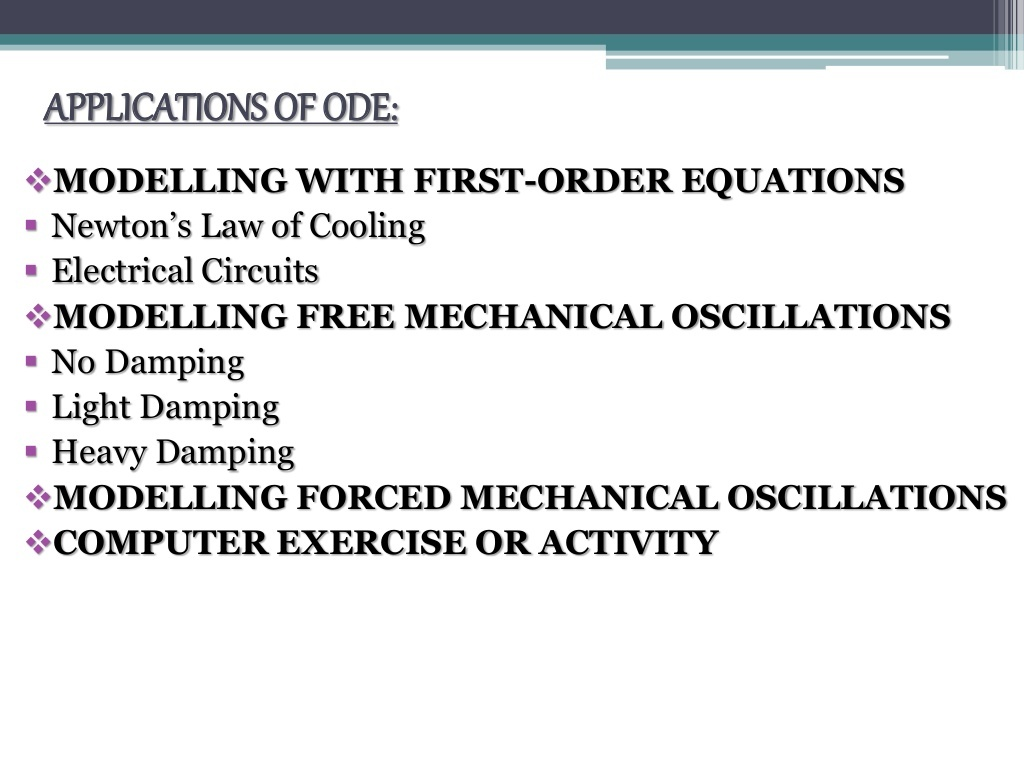 APPLICATIONS OF ODE:
❖MODELLING WITH FIRST-ORDER EQUATIONS
▪ Newton’s Law of Cooling
▪ Electrical Circuits
❖MODELLING FREE MECHANICAL OSCILLATIONS
▪ No Damping
▪ Light Damping
▪ Heavy Damping
❖MODELLING FORCED MECHANICAL OSCILLATIONS
❖COMPUTER EXERCISE OR ACTIVITY